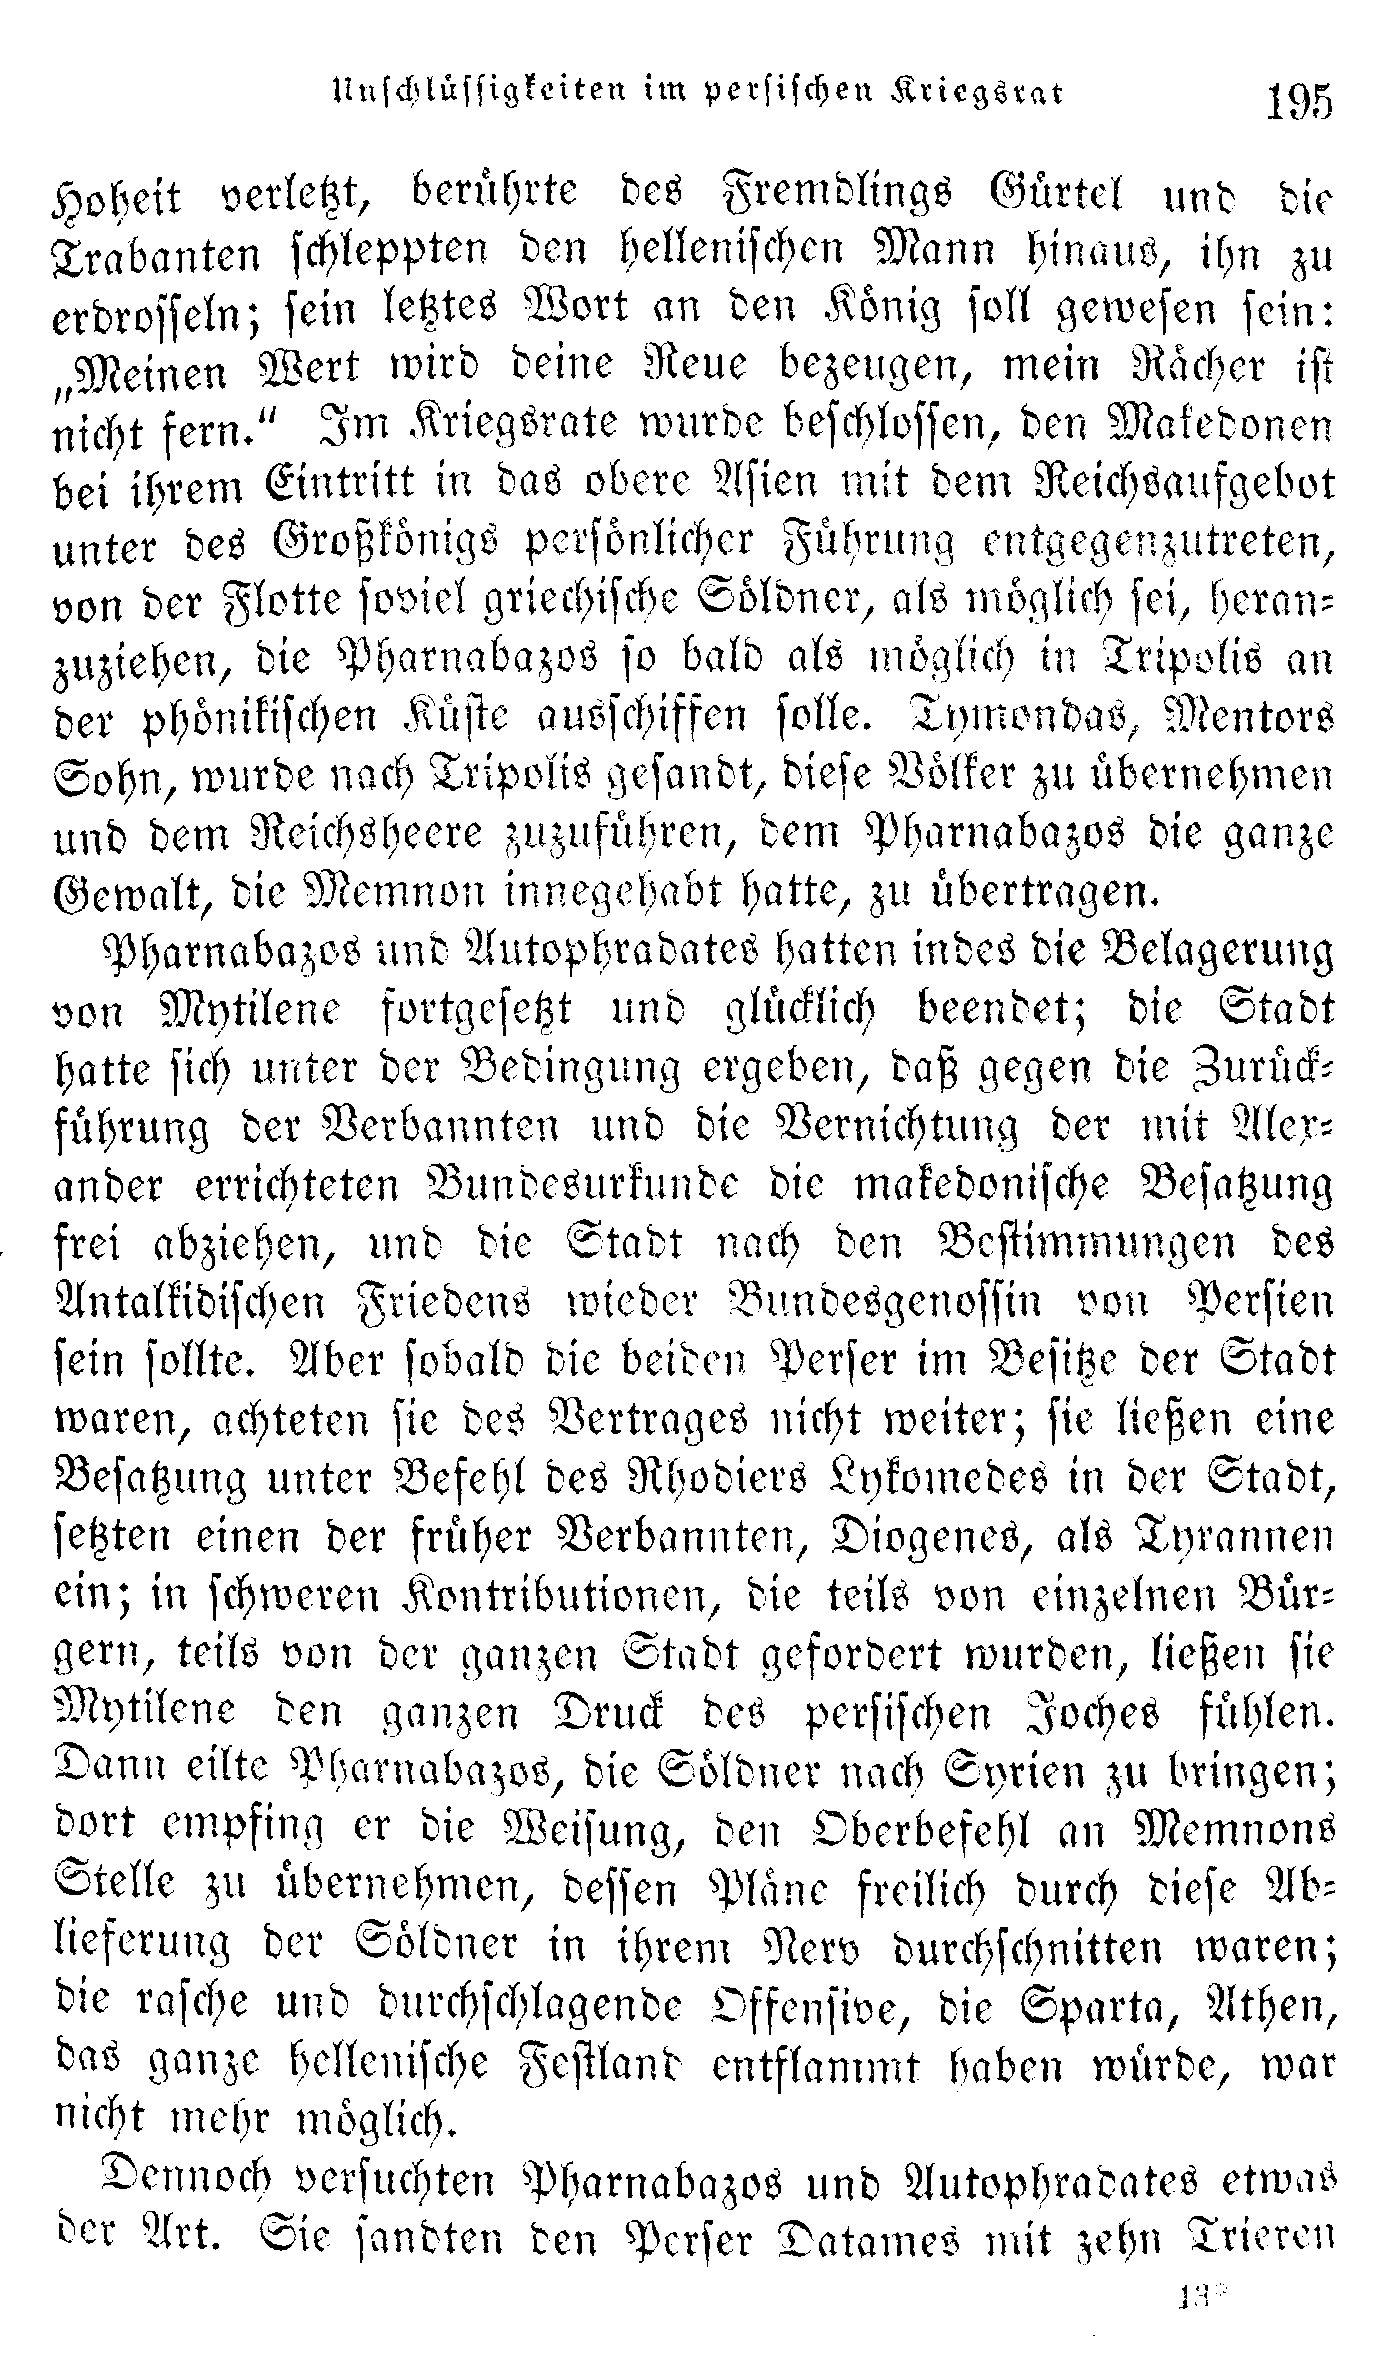 Unschlüssigkeiten im persischen Kriegsrat 195
Hoheit verletzt, berührte des Fremdlings Gürtel und die
Trabanten schleppten den hellenischen Mann hinaus, ihn zu
erdrosseln; sein letztes Wort an den König soll gewesen sein:
„Meinen Wert wird deine Reue bezeugen, mein Rächer ist
nicht fern.“ Im Kriegsrate wurde beschlossen, den Makedonen
bei ihrem Eintritt in das obere Asien mit dem Reichsaufgebot
unter des Großkönigs persönlicher Führung entgegenzutreten,
von der Flotte soviel griechische Söldner, als möglich sei, heran-
zuziehen, die Pharnabazos so bald als möglich in Tripolis an
der phönikischen Küste ausschiffen solle. Tymondas, Mentors
Sohn, wurde nach Tripolis gesandt, diese Völker zu übernehmen
und dem Reichsheere zuzuführen, dem Pharnabazos die ganze
Gewalt, die Memnon innegehabt hatte, zu übertragen.
Pharnabazos und Autophradates hatten indes die Belagerung
von Mytilene fortgesetzt und glücklich beendet; die Stadt
hatte sich unter der Bedingung ergeben, daß gegen die Zurück-
führung der Verbannten und die Vernichtung der mit Alex-
ander errichteten Bundesurkunde die makedonische Besatzung
frei abziehen, und die Stadt nach den Bestimmungen des
Antalkidischen Friedens wieder Bundesgenossin von Persien
sein sollte. Aber sobald die beiden Perser im Besitze der Stadt
waren, achteten sie des Vertrages nicht weiter; sie ließen eine
Besatzung unter Befehl des Rhodiers Lykomedes in der Stadt,
setzten einen der früher Verbannten, Diogenes, als Tyrannen
ein; in schweren Kontributionen, die teils von einzelnen Bür-
gern, teils von der ganzen Stadt gefordert wurden, ließen sie
Mytilene den ganzen Druck des persischen Joches fühlen.
Dann eilte Pharnabazos, die Söldner nach Syrien zu bringen;
dort empfing er die Weisung, den Oberbefehl an Memnons
Stelle zu übernehmen, dessen Pläne freilich durch diese Ab-
lieferung der Söldner in ihrem Nerv durchschnitten waren;
die rasche und durchschlagende Offensive, die Sparta, Athen,
das ganze hellenische Festland entflammt haben würde, war
nicht mehr möglich.
Dennoch versuchten Pharnabazos und Autophradates etwas
der Art. Sie sandten den Perser Datames mit zehn Trieren
13*